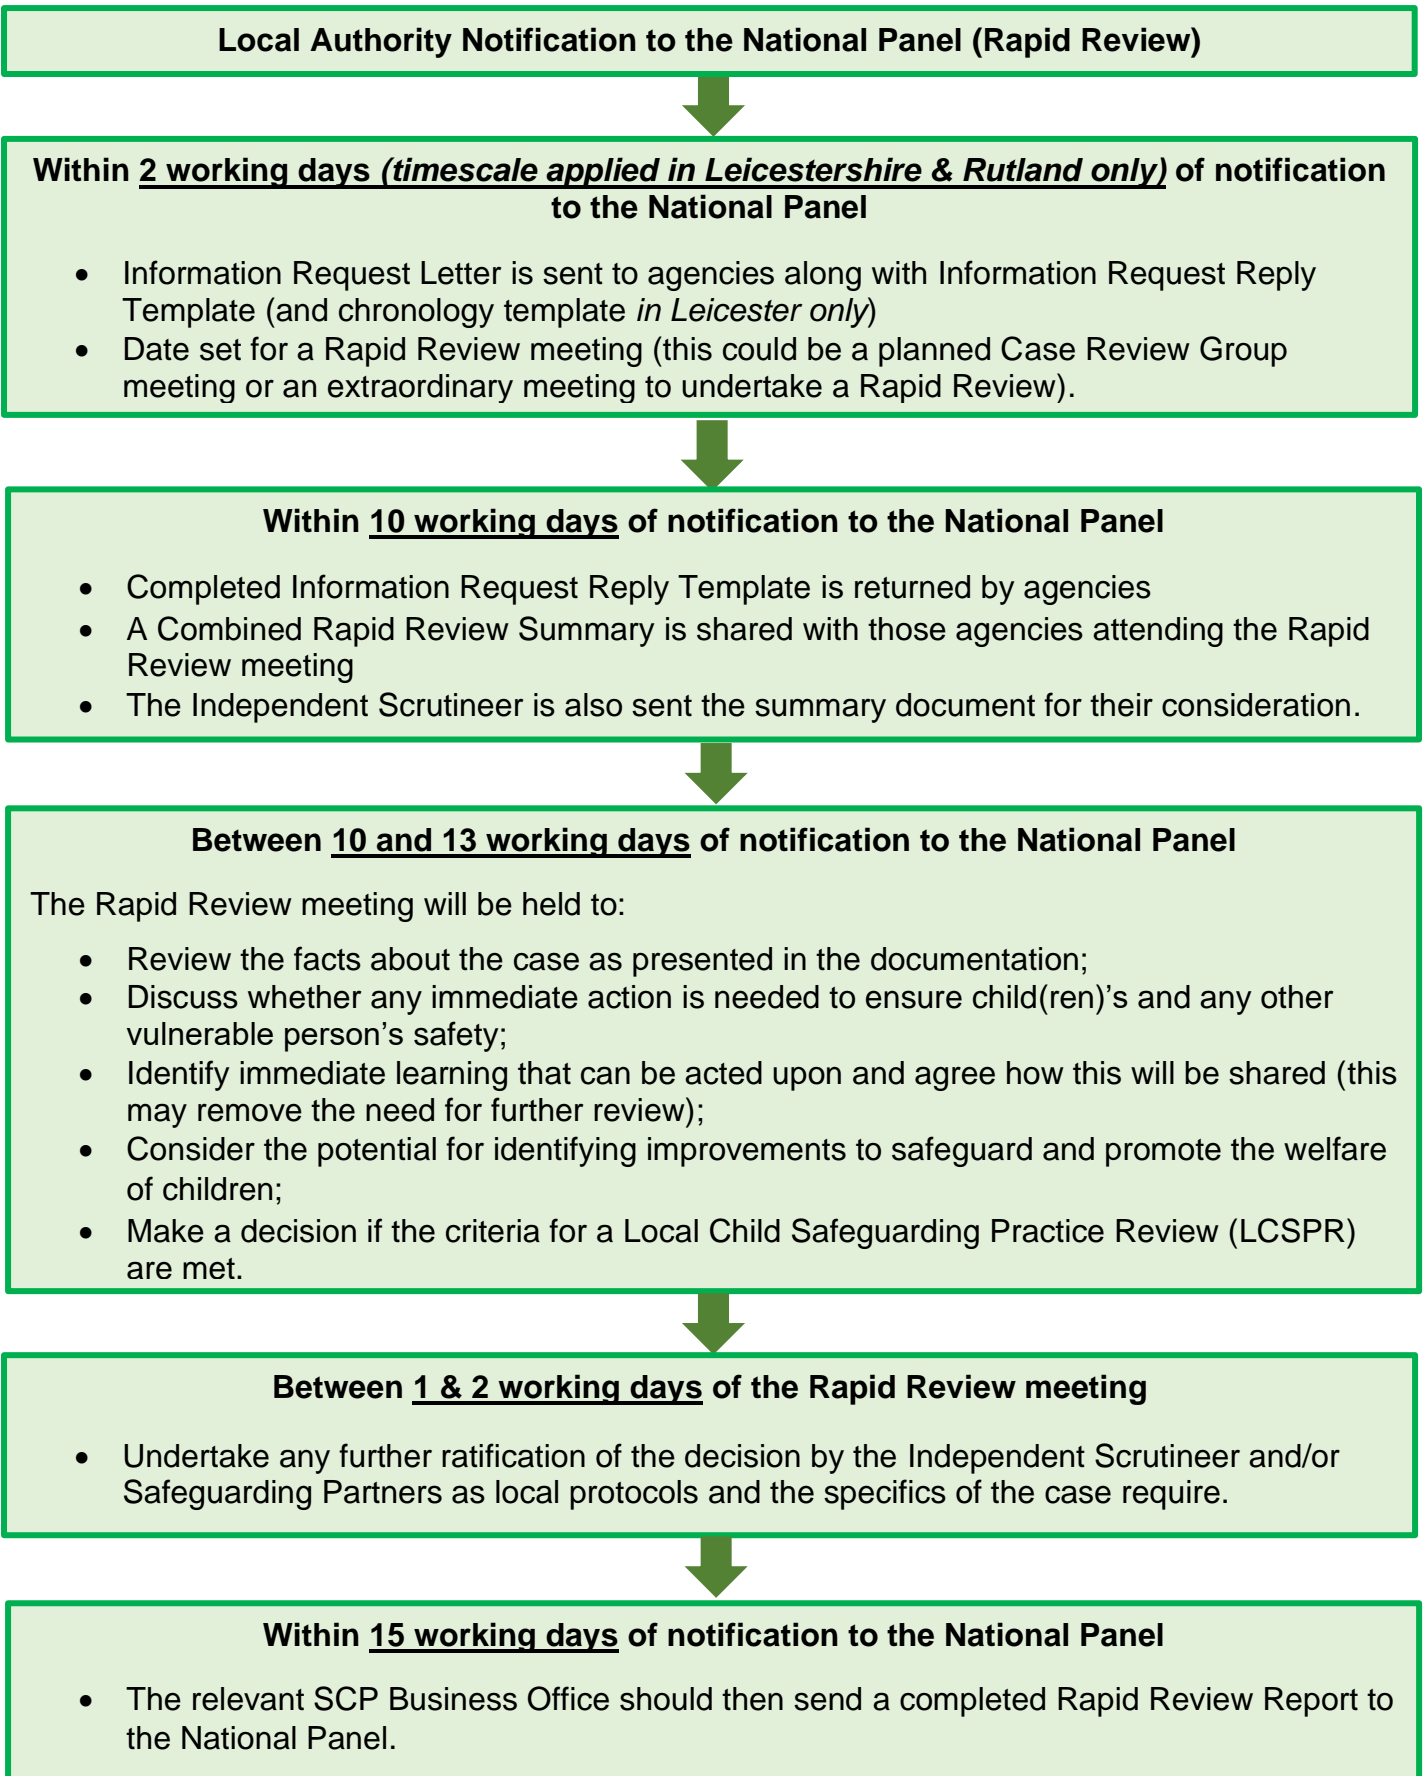 Local Authority Notification to the National Panel (Rapid Review)
Within 2 working days (timescale applied in Leicestershire & Rutland only) of notification
to the National Panel
• Information Request Letter is sent to agencies along with Information Request Reply
Template (and chronology template in Leicester only)
• Date set for a Rapid Review meeting (this could be a planned Case Review Group
meeting or an extraordinary meeting to undertake a Rapid Review).
Within 10 working days of notification to the National Panel
• Completed Information Request Reply Template is returned by agencies
• A Combined Rapid Review Summary is shared with those agencies attending the Rapid
Review meeting
• The Independent Scrutineer is also sent the summary document for their consideration.
Between 10 and 13 working days of notification to the National Panel
The Rapid Review meeting will be held to:
• Review the facts about the case as presented in the documentation;
• Discuss whether any immediate action is needed to ensure child(ren)’s and any other
vulnerable person’s safety;
• Identify immediate learning that can be acted upon and agree how this will be shared (this
may remove the need for further review);
• Consider the potential for identifying improvements to safeguard and promote the welfare
of children;
• Make a decision if the criteria for a Local Child Safeguarding Practice Review (LCSPR)
are met.
Between 1 & 2 working days of the Rapid Review meeting
• Undertake any further ratification of the decision by the Independent Scrutineer and/or
Safeguarding Partners as local protocols and the specifics of the case require.
Within 15 working days of notification to the National Panel
• The relevant SCP Business Office should then send a completed Rapid Review Report to
the National Panel.